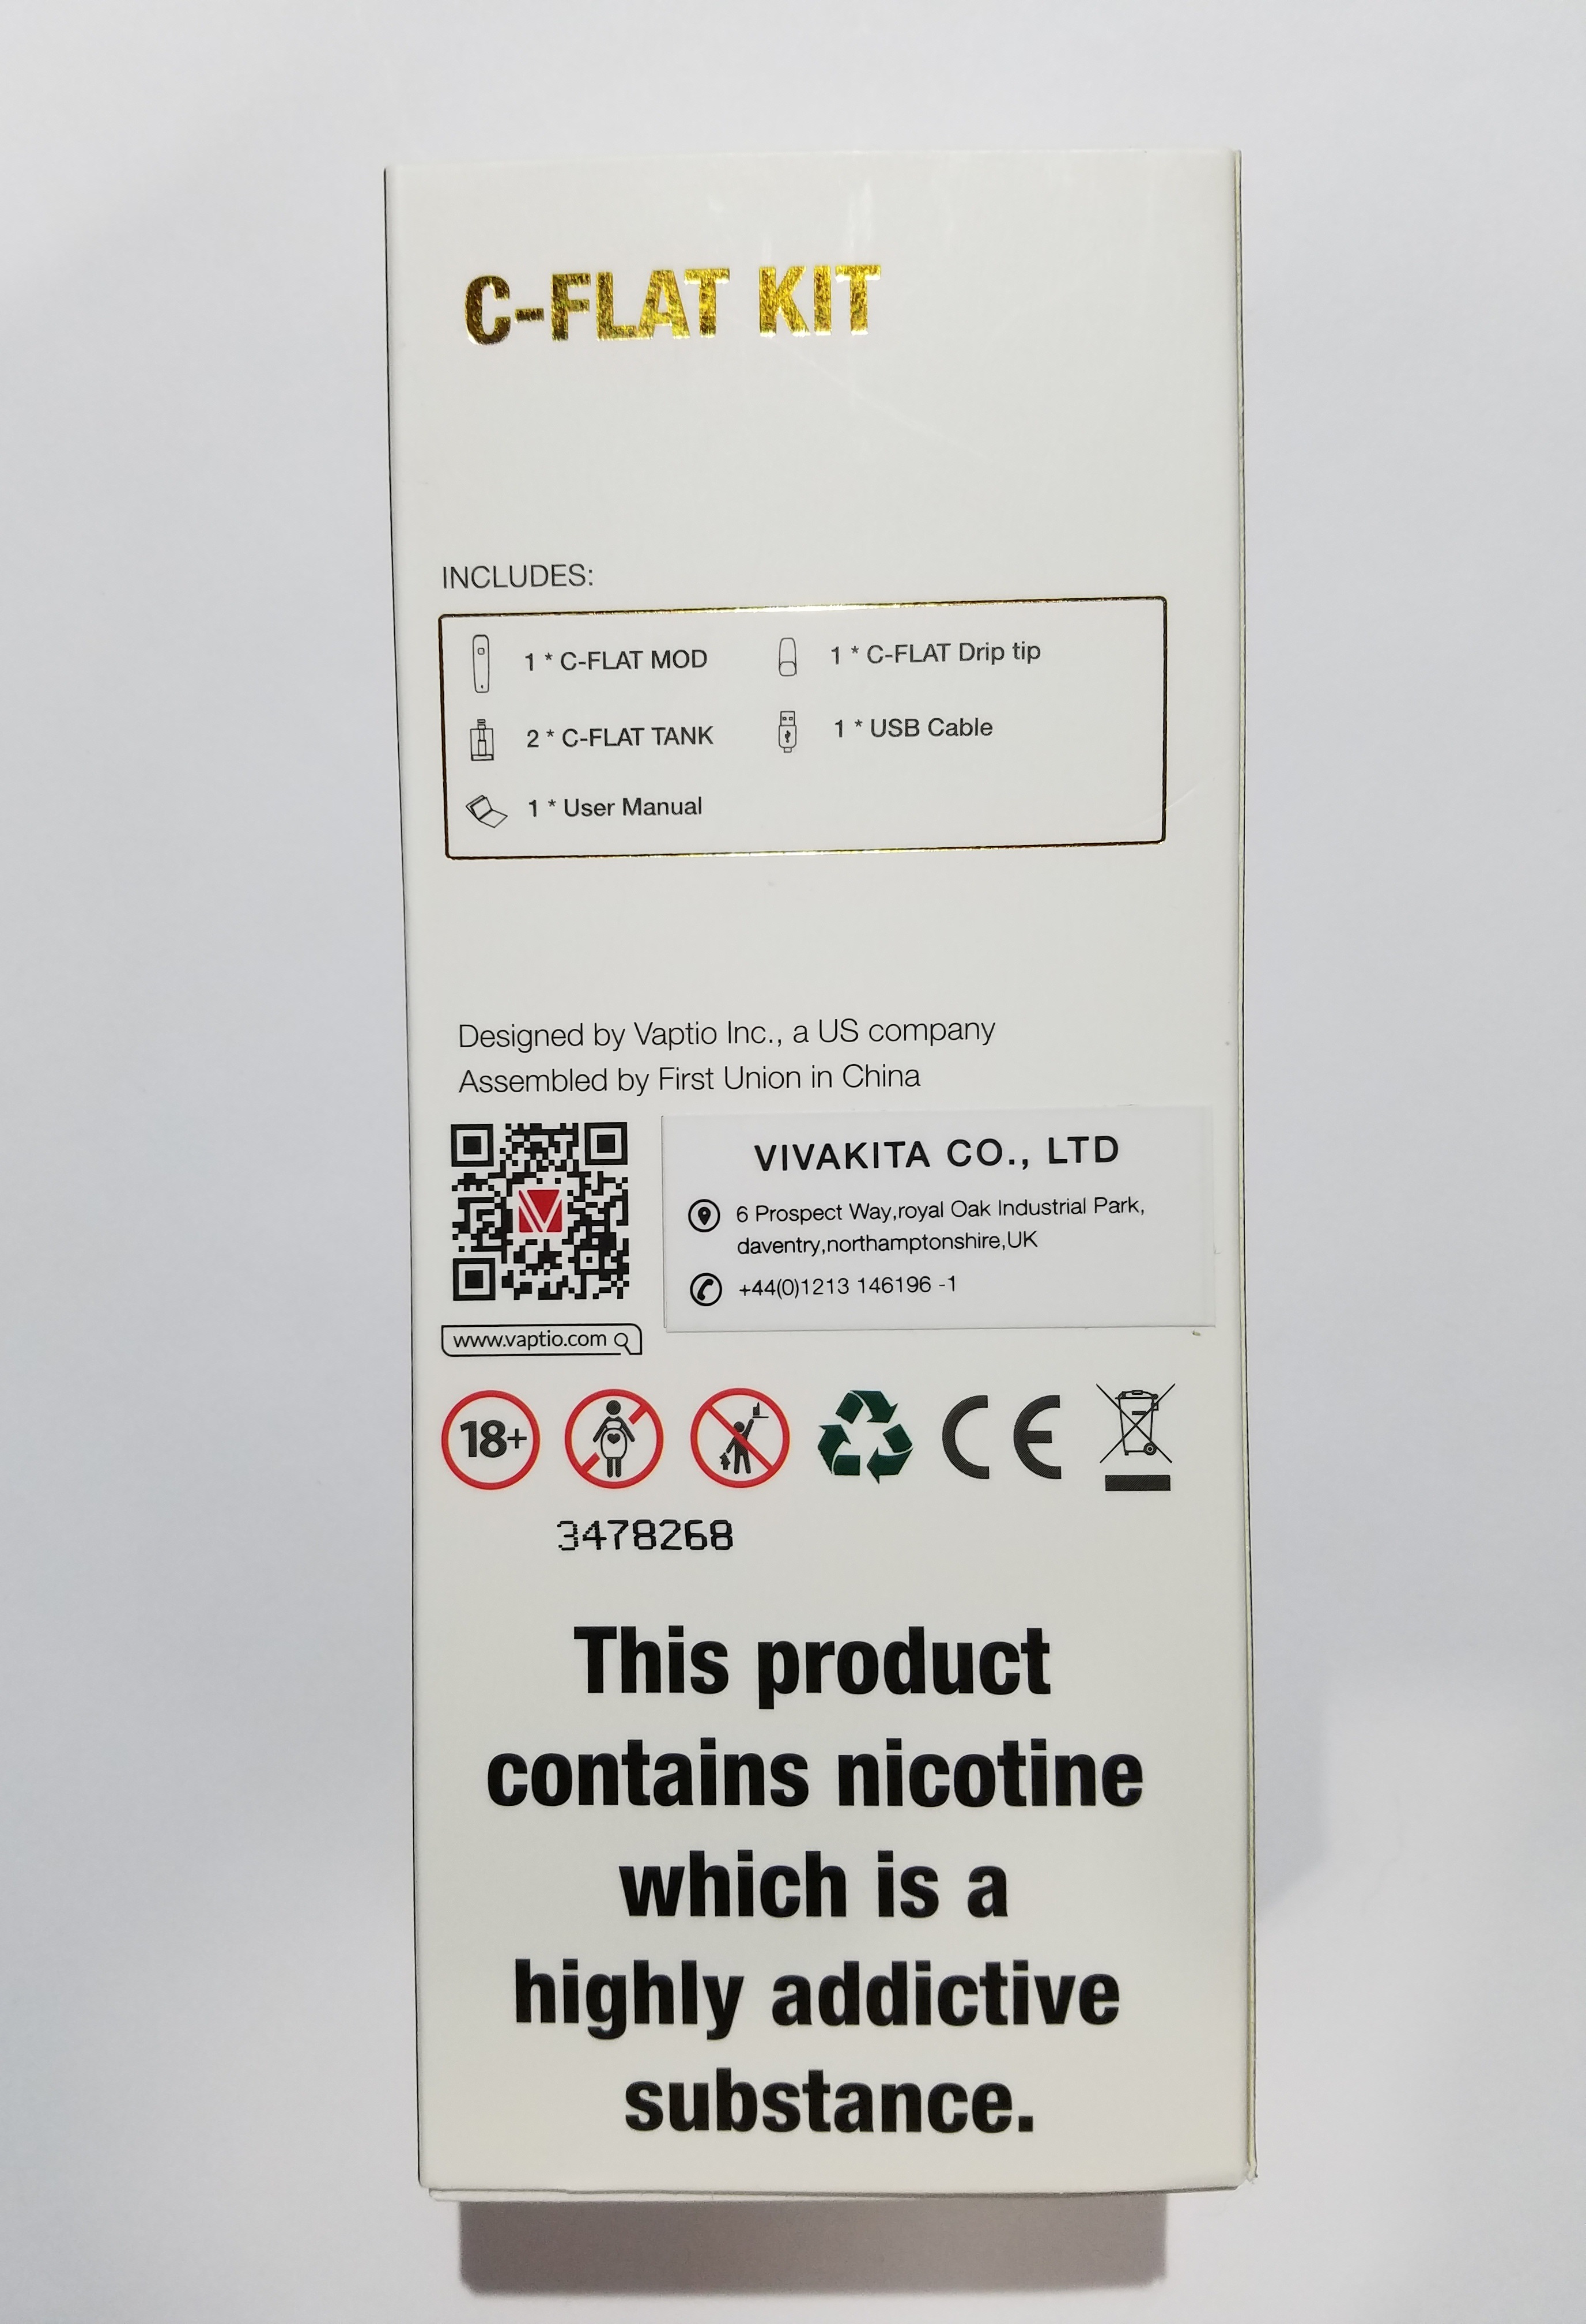 C-FLAT KIT
INCLUDES:
1 * C-FLAT MOD
1 * C-FLAT Drip tip
2 * C-FLAT TANK
1 * USB Cable
1 * User Manual
Designed by Vaptio Inc., a US company
Assembled by First Union in China
VIVAKITA CO., LTD
6 Prospect Way,royal Oak Industrial Park,
daventry,northamptonshire,UK
+44(0)1213 146196 -1
www.vaptio.com
18+
CE
3478268
This product
contains nicotine
which is a
highly addictive
substance.